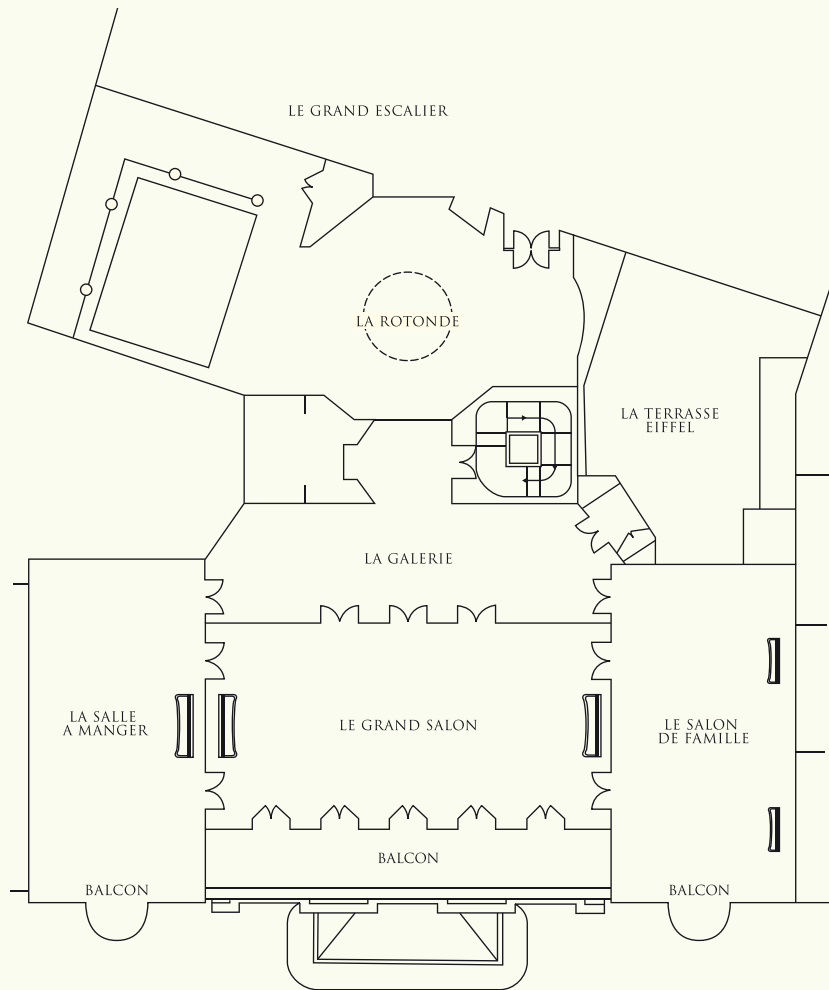 LE GRAND ESCALIER
LA ROTONDE
LA TERRASSE
EIFFEL
LA GALERIE
LA SALLE
A MANGER
LE GRAND SALON
LE SALON
DE FAMILLE
BALCON
BALCON
BALCON